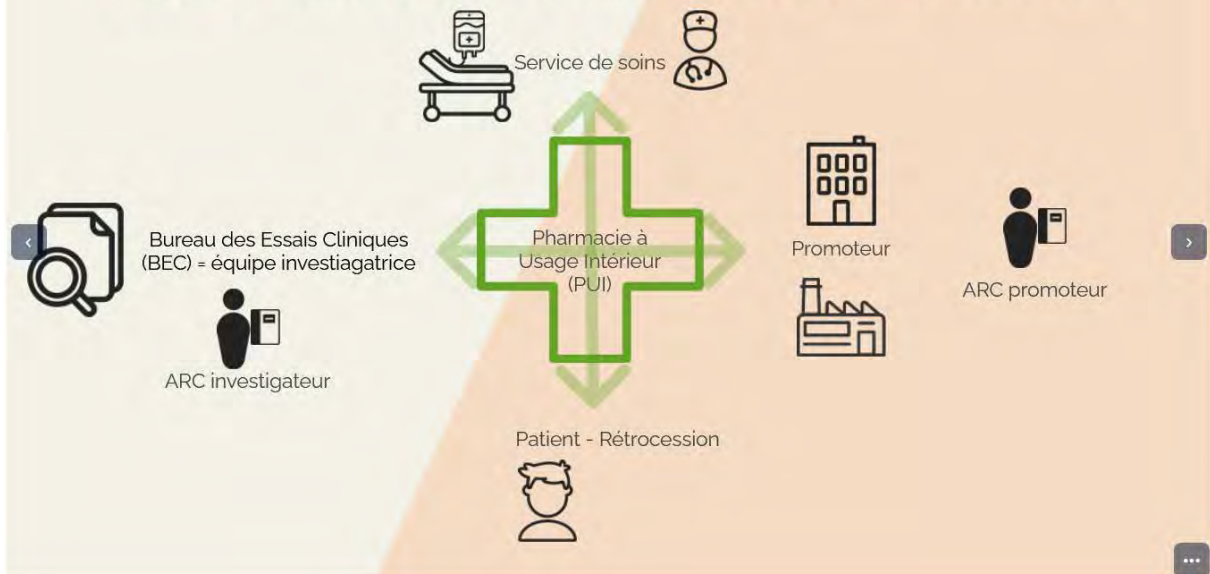 Service de soins
Bureau des Essais Cliniques
(BEC) = équipe investiagatrice
ARC investigateur
Pharmacie à
Usage Intérieur
(PUI)
Promoteur
ARC promoteur
Patient - Rétrocession